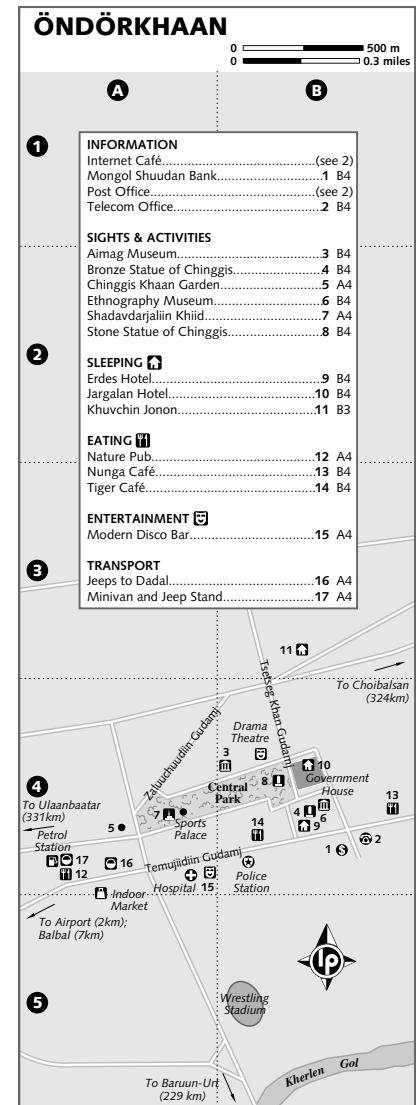 ÖNDÖRKHAAN
0 500 m
0 0.3 miles
A B
1
INFORMATION
Internet Café.....................................(see 2)
Mongol Shuudan Bank.....................1 B4
Post Office........................................(see 2)
Telecom Office................................2 B4
SIGHTS & ACTIVITIES
Aimag Museum...............................3 B4
Bronze Statue of Chinggis................4 B4
Chinggis Khaan Garden...................5 A4
Ethnography Museum.....................6 B4
Shadavdarjaliin Khiid.......................7 A4
Stone Statue of Chinggis..................8 B4
2
SLEEPING
Erdes Hotel.....................................9 B4
Jargalan Hotel...............................10 B4
Khuvchin Jonon............................11 B3
EATING
Nature Pub....................................12 A4
Nunga Café...................................13 B4
Tiger Café.....................................14 B4
ENTERTAINMENT
Modern Disco Bar.........................15 A4
3
TRANSPORT
Jeeps to Dadal...............................16 A4
Minivan and Jeep Stand................17 A4
11
To Choibalsan
(324km)
Tsetseg Khan Gudamj
Zaluuchuudiin Gudamj
Drama
Theatre
3
10
8
Government
House
Central
Park
4
To Ulaanbaatar
(331km)
13
7
Sports
Palace
4
6
9
5
14
Petrol
Station
17
16
12
Temujiidiin Gudamj
1
2
Indoor
Market
Hospital
15
Police
Station
To Airport (2km);
Balbal (7km)
lp
5
Wrestling
Stadium
Kherlen Gol
To Baruun-Urt
(229 km)